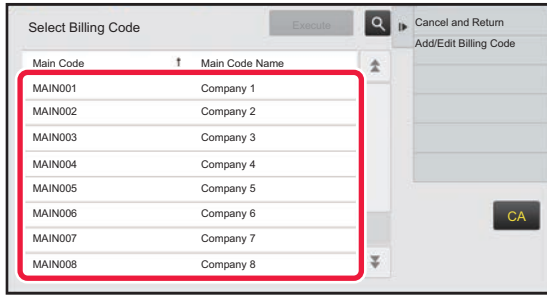 Select Billing Code
Execute
Cancel and Return
Add/Edit Billing Code
Main Code Main Code Name
MAIN001 Company 1
MAIN002 Company 2
MAIN003 Company 3
MAIN004 Company 4
MAIN005 Company 5
MAIN006 Company 6
MAIN007 Company 7
MAIN008 Company 8
CA